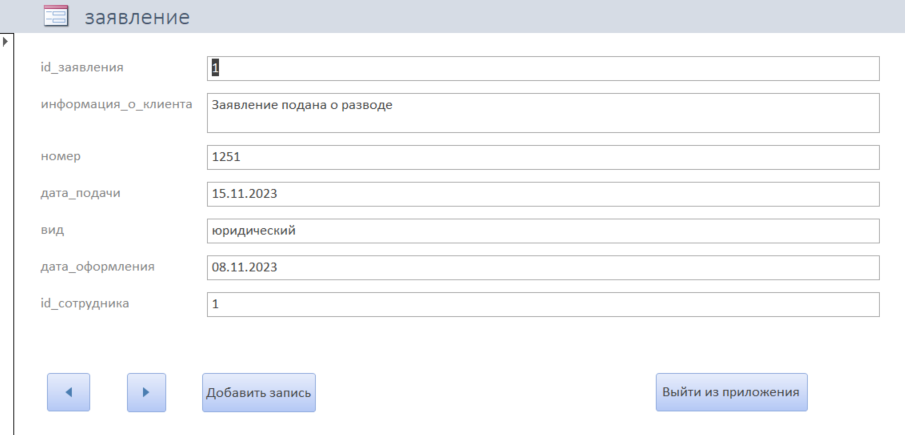 заявление
id_заявления
1
информация_о_клиента
Заявление подана о разводе
номер
1251
дата_подачи
15.11.2023
вид
юридический
дата_оформления
08.11.2023
id_сотрудника
1
Добавить запись
Выйти из приложения